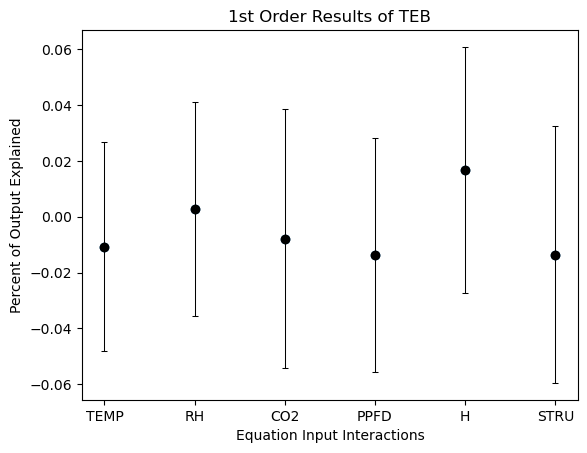 1st Order Results of TEB
Percent of Output Explained
0.06
0.04
0.02
0.00
−0.02
−0.04
−0.06
TEMP RH CO2 PPFD H STRU
Equation Input Interactions